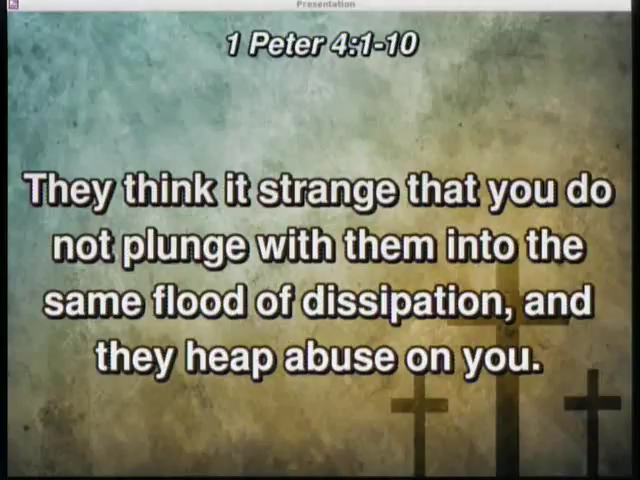 Presentation
1 Peter 4:1-10
They think it strange that you do
not plunge with them into the
same flood of dissipation, and
they heap abuse on you.